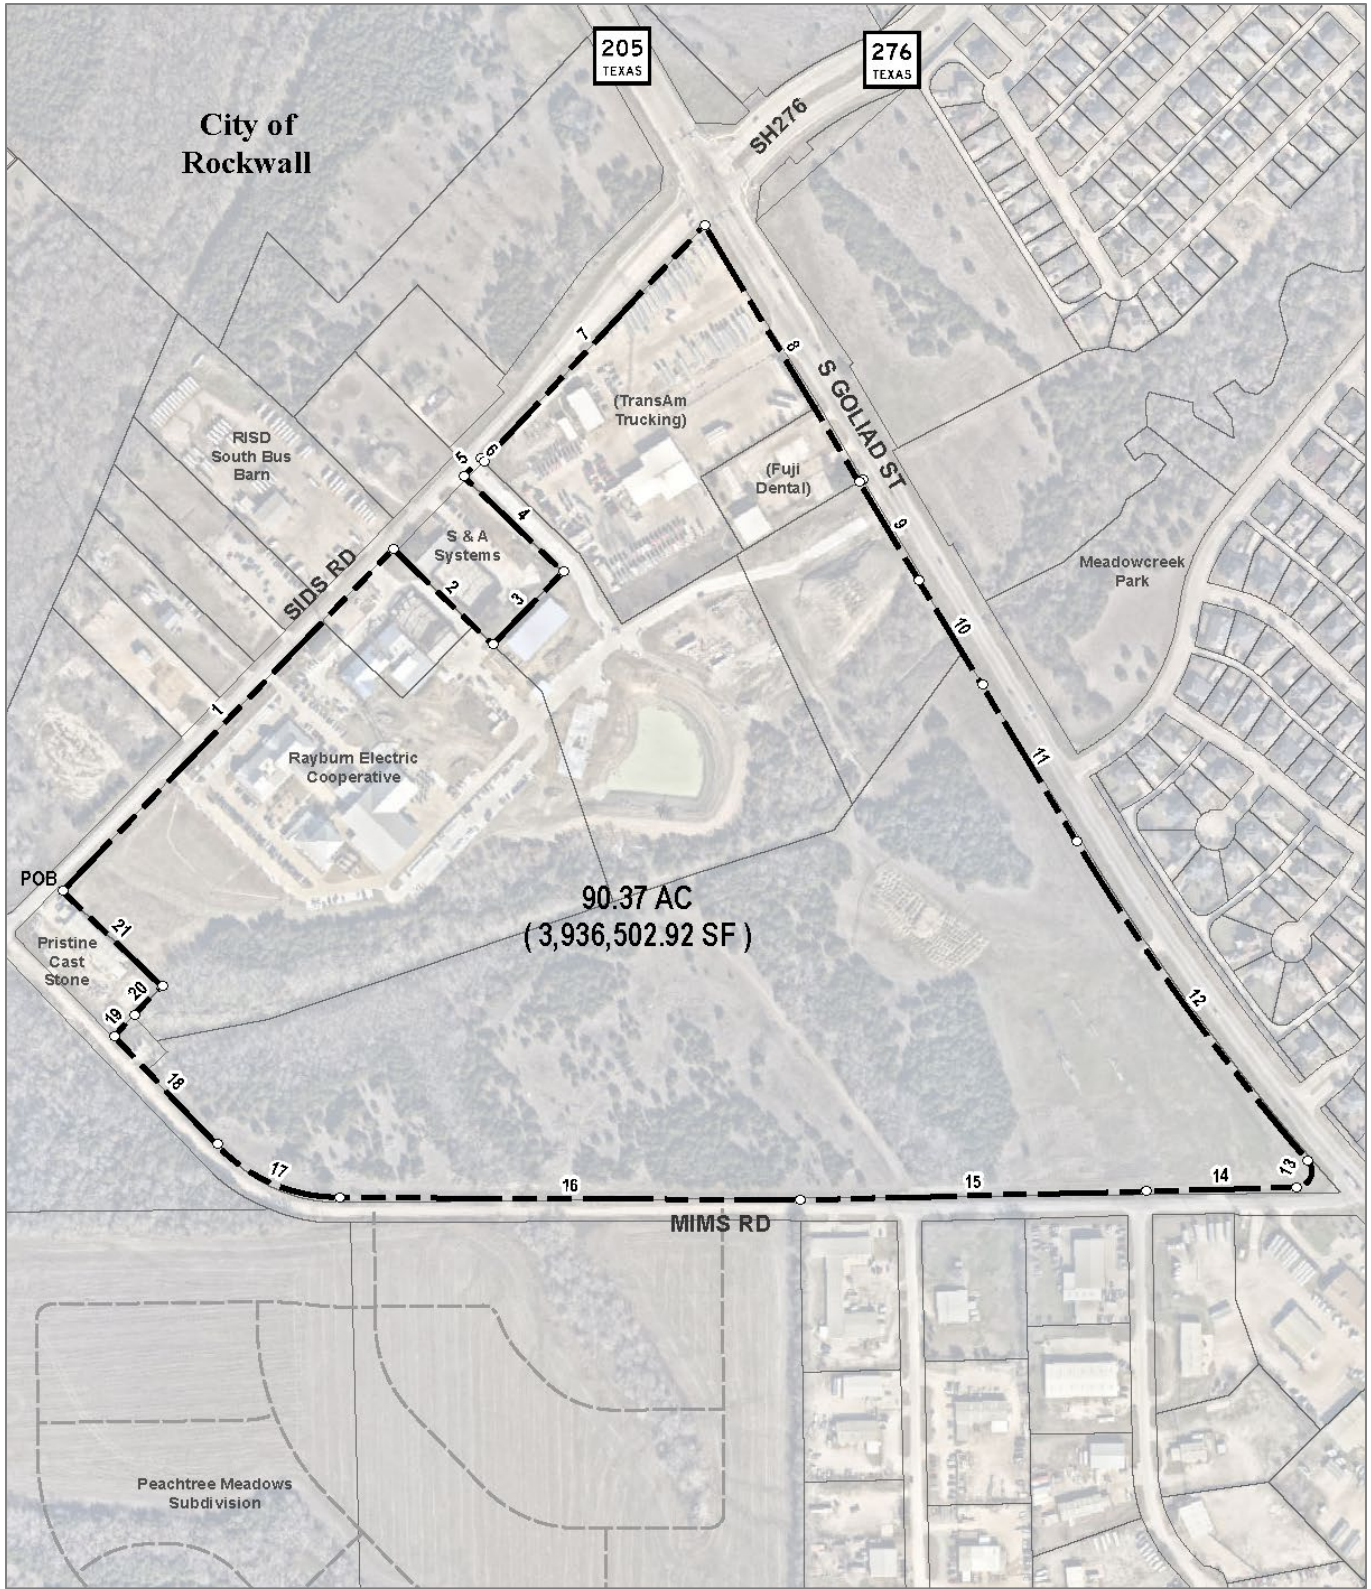 205
TEXAS
276
TEXAS
City of
Rockwall
SH276
7
8
S GOLIAD ST
(TransAm
Trucking)
RISD
South Bus
Barn
5
6
(Fuji
Dental)
4
9
S & A
Systems
SIDS RD
2
3
Meadowcreek
Park
10
1
11
Rayburn Electric
Cooperative
POB
90.37 AC
( 3,936,502.92 SF )
21
Pristine
Cast
Stone
20
19
12
18
17
16
15
14
13
MIMS RD
Peachtree Meadows
Subdivision